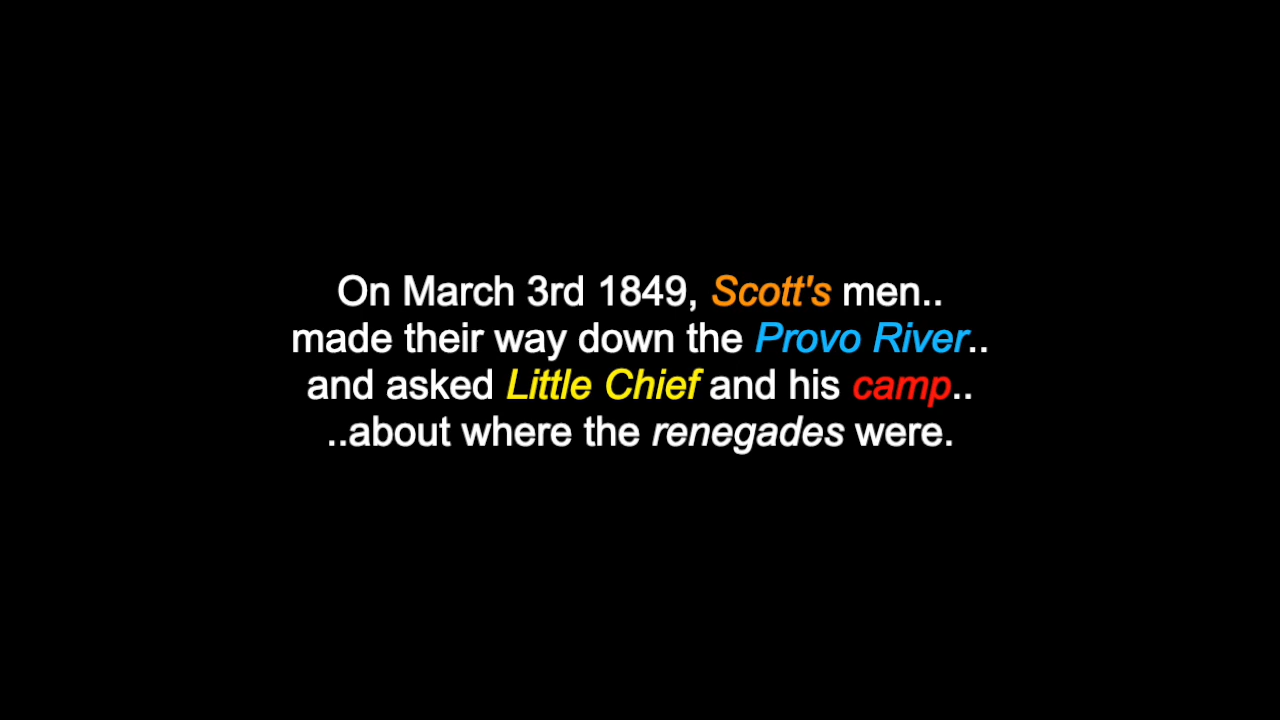 On March 3rd 1849, Scott's men..
made their way down the Provo River..
and asked Little Chief and his camp..
..about where the renegades were.